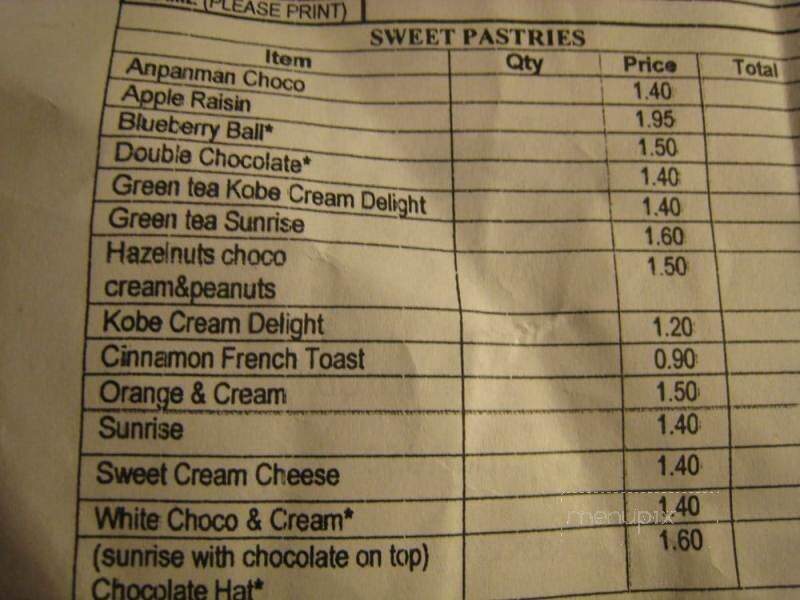 (PLEASE PRINT)
SWEET PASTRIES
Item Qty Price Total
Anpanman Choco 1.40
Apple Raisin 1.95
Blueberry Ball* 1.50
Double Chocolate* 1.40
Green tea Kobe Cream Delight 1.40
Green tea Sunrise 1.60
Hazelnuts choco 1.50
cream&peanuts
Kobe Cream Delight 1.20
Cinnamon French Toast 0.90
Orange & Cream 1.50
Sunrise 1.40
Sweet Cream Cheese 1.40
White Choco & Cream* 1.40
menupix
(sunrise with chocolate on top) 1.60
Chocolate Hat*